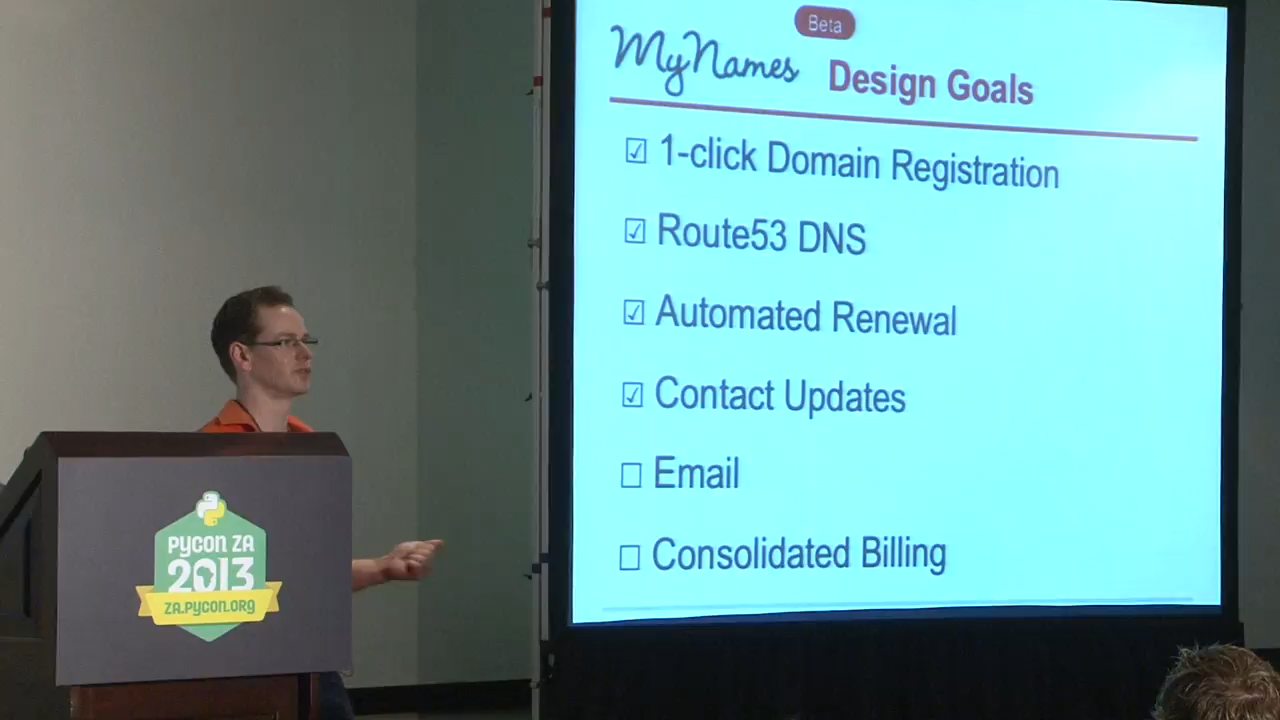 Beta
MyNames Design Goals
☑ 1-click Domain Registration
☑ Route53 DNS
☑ Automated Renewal
☑ Contact Updates
☐ Email
☐ Consolidated Billing
PYCON ZA
2013
ZA.PYCON.ORG